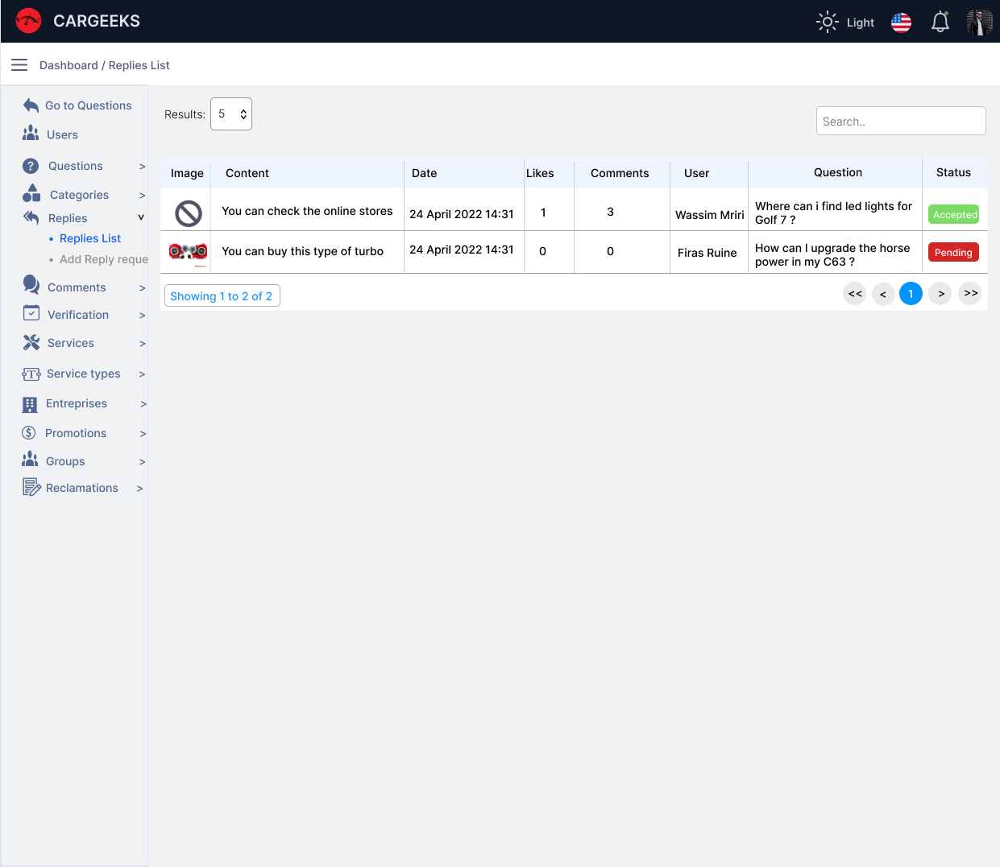 CARGEEKS
Light
Dashboard / Replies List
Go to Questions
Users
Questions >
Categories >
Replies v
• Replies List
• Add Reply reque
Comments >
Verification >
Services >
Service types >
Entreprises >
Promotions >
Groups >
Reclamations >
Results: 5
Search..
Image Content Date Likes Comments User Question Status
You can check the online stores 24 April 2022 14:31 1 3 Wassim Mriri Where can i find led lights for
Golf 7 ? Accepted
You can buy this type of turbo 24 April 2022 14:31 0 0 Firas Ruine How can I upgrade the horse
power in my C63 ? Pending
Showing 1 to 2 of 2
<< < 1 > >>